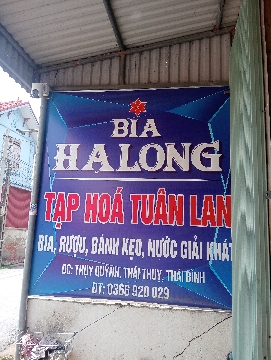 BIA
HALONG
TẠP HOÁ TUÂN LAN
BIA, RƯỢU, BÁNH KẸO, NƯỚC GIẢI KHÁT
ĐC: THỤY QUỲNH, THÁI THỤY, THÁI BÌNH
ĐT: 0366 920 029